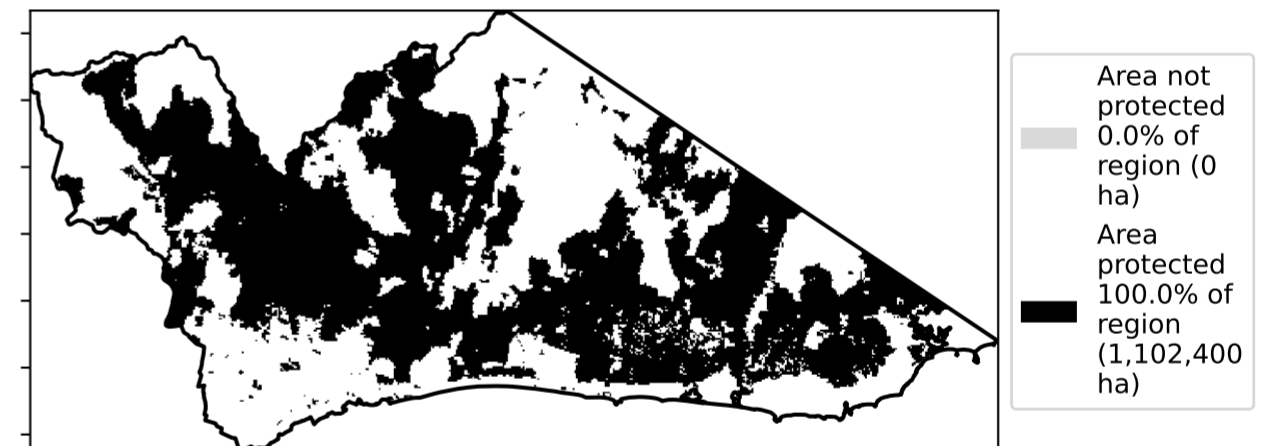 Area not
protected
0.0% of
region (0
ha)
Area
protected
100.0% of
region
(1,102,400
ha)